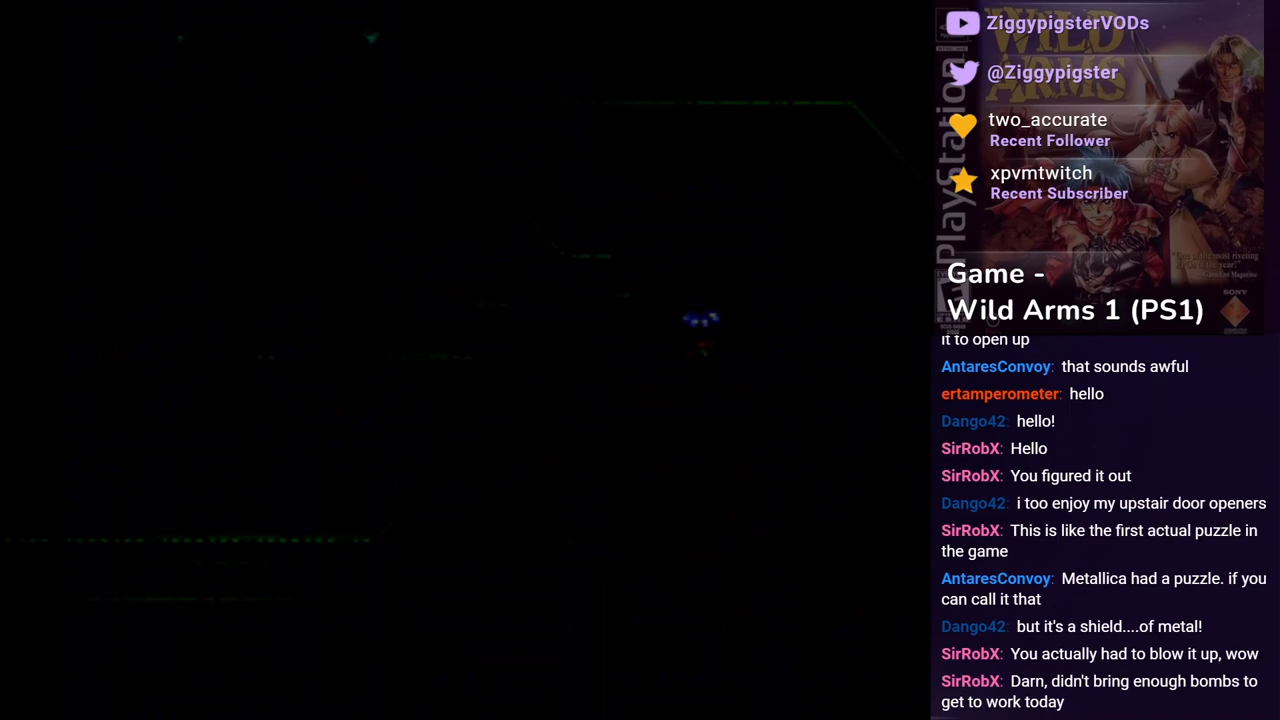 ZiggypigsterVODs
@Ziggypigster
two_accurate
Recent Follower
xpvmtwitch
Recent Subscriber
WILD
ARMS
PlayStation
SONY
Game -
Wild Arms 1 (PS1)
it to open up
AntaresConvoy: that sounds awful
ertamperometer: hello
Dango42: hello!
SirRobX: Hello
SirRobX: You figured it out
Dango42: i too enjoy my upstair door openers
SirRobX: This is like the first actual puzzle in
the game
AntaresConvoy: Metallica had a puzzle. if you
can call it that
Dango42: but it's a shield....of metal!
SirRobX: You actually had to blow it up, wow
SirRobX: Darn, didn't bring enough bombs to
get to work today